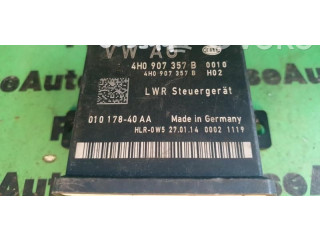 VW AG
4H0 907 357 B 0010
4H0 907 357 B H02
LWR Steuergerät
010 178-40 AA Made in Germany
HLR-0W5 27.01.14 0002 1119